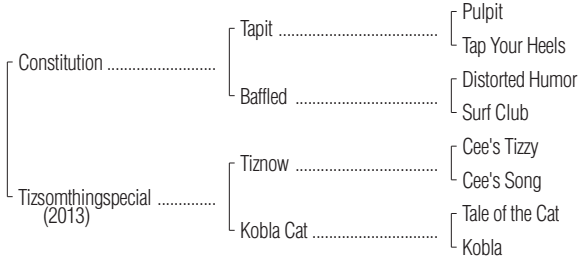 Pulpit
Tapit ................................................
Tap Your Heels
Constitution ..........................
Distorted Humor
Baffled ............................................
Surf Club
Cee's Tizzy
Tiznow ............................................
Cee's Song
Tizsomthingspecial ..............
(2013)
Tale of the Cat
Kobla Cat ......................................
Kobla